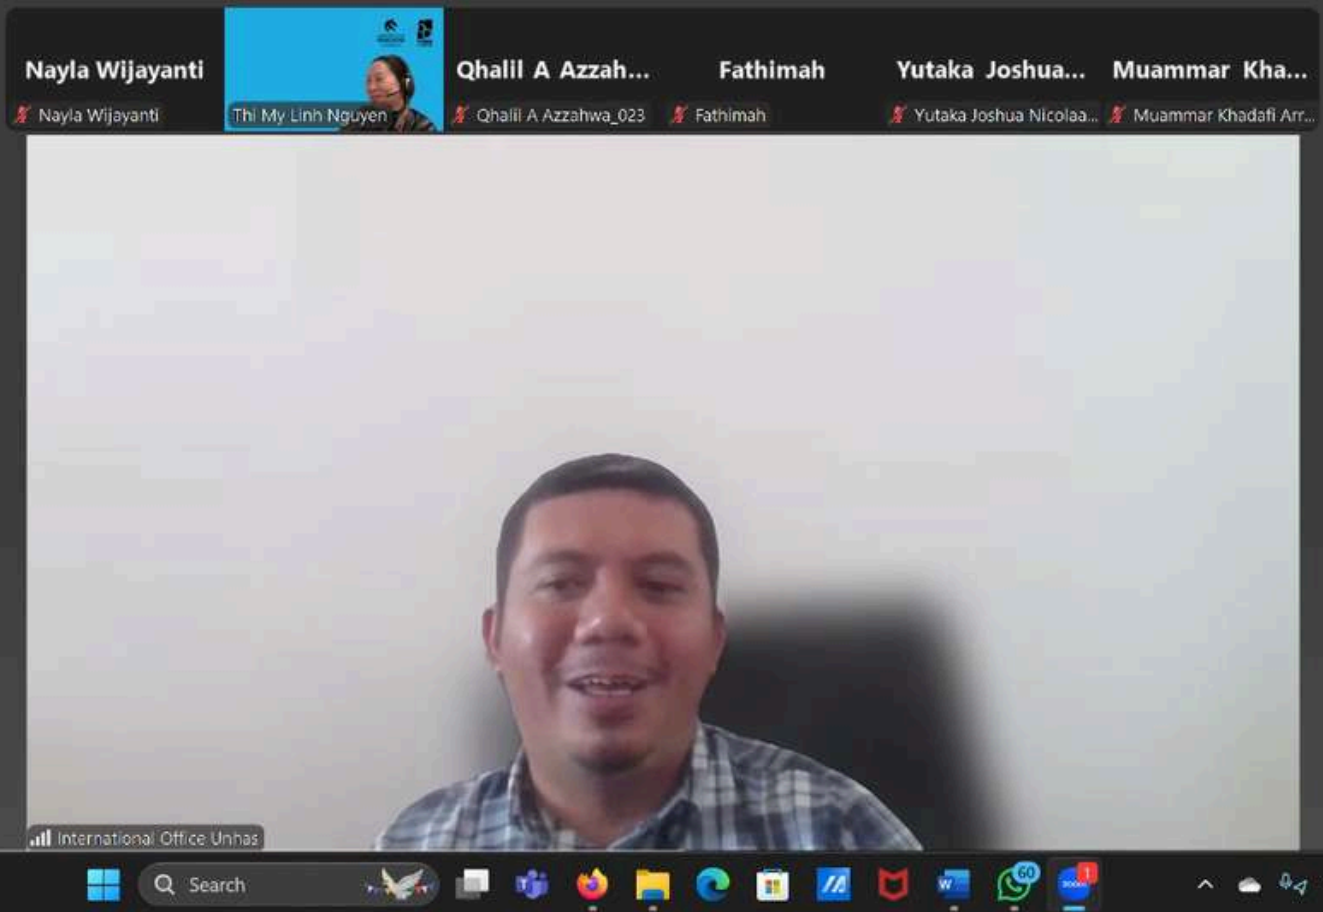 Nayla Wijayanti
Qhalil A Azzah...
Fathimah
Yutaka Joshua...
Muammar Kha...
Nayla Wijayanti
Thi My Linh Nguyen
Qhalil A Azzahwa_023
Fathimah
Yutaka Joshua Nicolaa...
Muammar Khadafi Arr...
International Office Unhas
Search
W
60
zoom
1